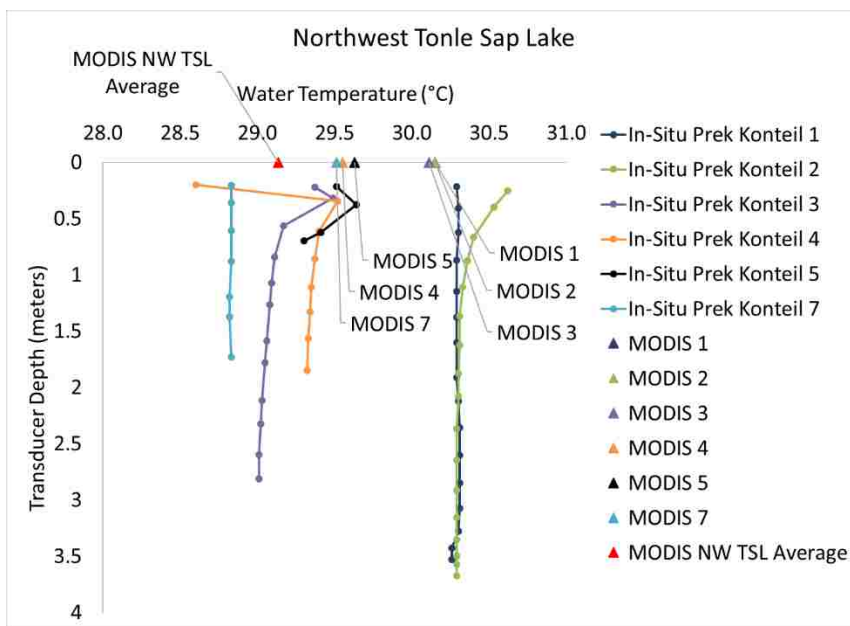 Northwest Tonle Sap Lake
MODIS NW TSL
Average
Water Temperature (°C)
28.0 28.5 29.0 29.5 30.0 30.5 31.0
0
0.5
1
1.5
2
2.5
3
3.5
4
Transducer Depth (meters)
MODIS 5
MODIS 4
MODIS 7
MODIS 1
MODIS 2
MODIS 3
In-Situ Prek Konteil 1
In-Situ Prek Konteil 2
In-Situ Prek Konteil 3
In-Situ Prek Konteil 4
In-Situ Prek Konteil 5
In-Situ Prek Konteil 7
MODIS 1
MODIS 2
MODIS 3
MODIS 4
MODIS 5
MODIS 7
MODIS NW TSL Average